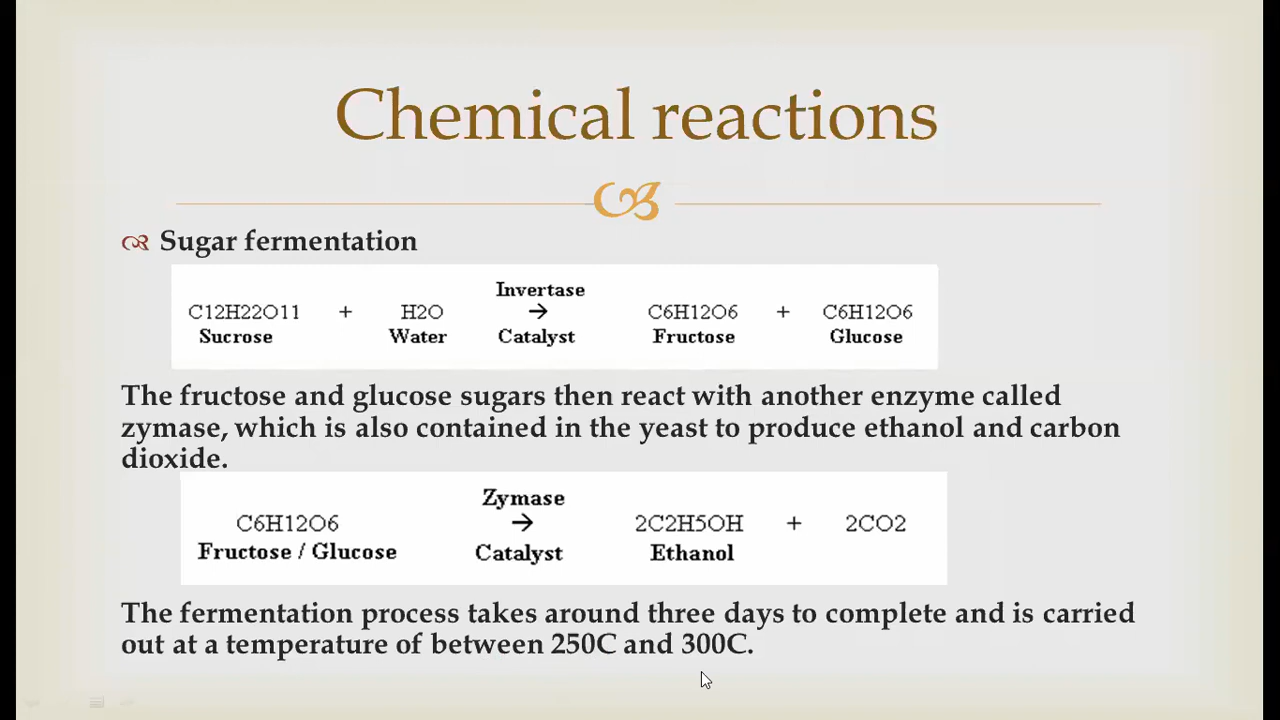 Chemical reactions
Sugar fermentation
Invertase
C12H22O11 + H2O → C6H12O6 + C6H12O6
Sucrose Water Catalyst Fructose Glucose
The fructose and glucose sugars then react with another enzyme called
zymase, which is also contained in the yeast to produce ethanol and carbon
dioxide.
Zymase
C6H12O6 → 2C2H5OH + 2CO2
Fructose / Glucose Catalyst Ethanol
The fermentation process takes around three days to complete and is carried
out at a temperature of between 250C and 300C.